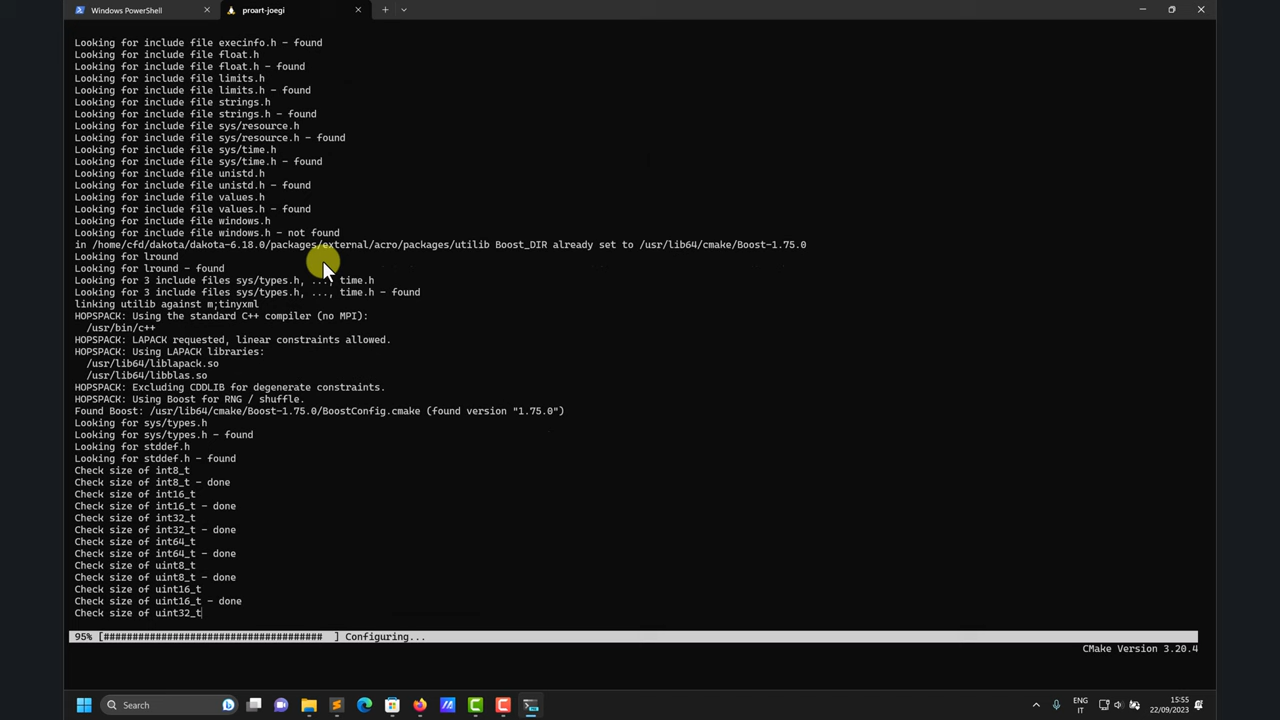 Windows PowerShell
proart-joegi
Looking for include file execinfo.h - found
Looking for include file float.h
Looking for include file float.h - found
Looking for include file limits.h
Looking for include file limits.h - found
Looking for include file strings.h
Looking for include file strings.h - found
Looking for include file sys/resource.h
Looking for include file sys/resource.h - found
Looking for include file sys/time.h
Looking for include file sys/time.h - found
Looking for include file unistd.h
Looking for include file unistd.h - found
Looking for include file values.h
Looking for include file values.h - found
Looking for include file windows.h
Looking for include file windows.h - not found
in /home/cfd/dakota/dakota-6.18.0/packages/external/acro/packages/utilib Boost_DIR already set to /usr/lib64/cmake/Boost-1.75.0
Looking for lround
Looking for lround - found
Looking for 3 include files sys/types.h, ..., time.h
Looking for 3 include files sys/types.h, ..., time.h - found
linking utilib against m;tinyxml
HOPSPACK: Using the standard C++ compiler (no MPI):
/usr/bin/c++
HOPSPACK: LAPACK requested, linear constraints allowed.
HOPSPACK: Using LAPACK libraries:
/usr/lib64/liblapack.so
/usr/lib64/libblas.so
HOPSPACK: Excluding CDDLIB for degenerate constraints.
HOPSPACK: Using Boost for RNG / shuffle.
Found Boost: /usr/lib64/cmake/Boost-1.75.0/BoostConfig.cmake (found version "1.75.0")
Looking for sys/types.h
Looking for sys/types.h - found
Looking for stddef.h
Looking for stddef.h - found
Check size of int8_t
Check size of int8_t - done
Check size of int16_t
Check size of int16_t - done
Check size of int32_t
Check size of int32_t - done
Check size of int64_t
Check size of int64_t - done
Check size of uint8_t
Check size of uint8_t - done
Check size of uint16_t
Check size of uint16_t - done
Check size of uint32_t
95% [###################################### ] Configuring...
CMake Version 3.20.4
Search
ENG
IT
15:55
22/09/2023